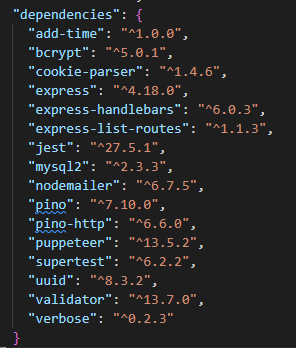 "dependencies": {
"add-time": "^1.0.0",
"bcrypt": "^5.0.1",
"cookie-parser": "^1.4.6",
"express": "^4.18.0",
"express-handlebars": "^6.0.3",
"express-list-routes": "^1.1.3",
"jest": "^27.5.1",
"mysql2": "^2.3.3",
"nodemailer": "^6.7.5",
"pino": "^7.10.0",
"pino-http": "^6.6.0",
"puppeteer": "^13.5.2",
"supertest": "^6.2.2",
"uuid": "^8.3.2",
"validator": "^13.7.0",
"verbose": "^0.2.3"
}